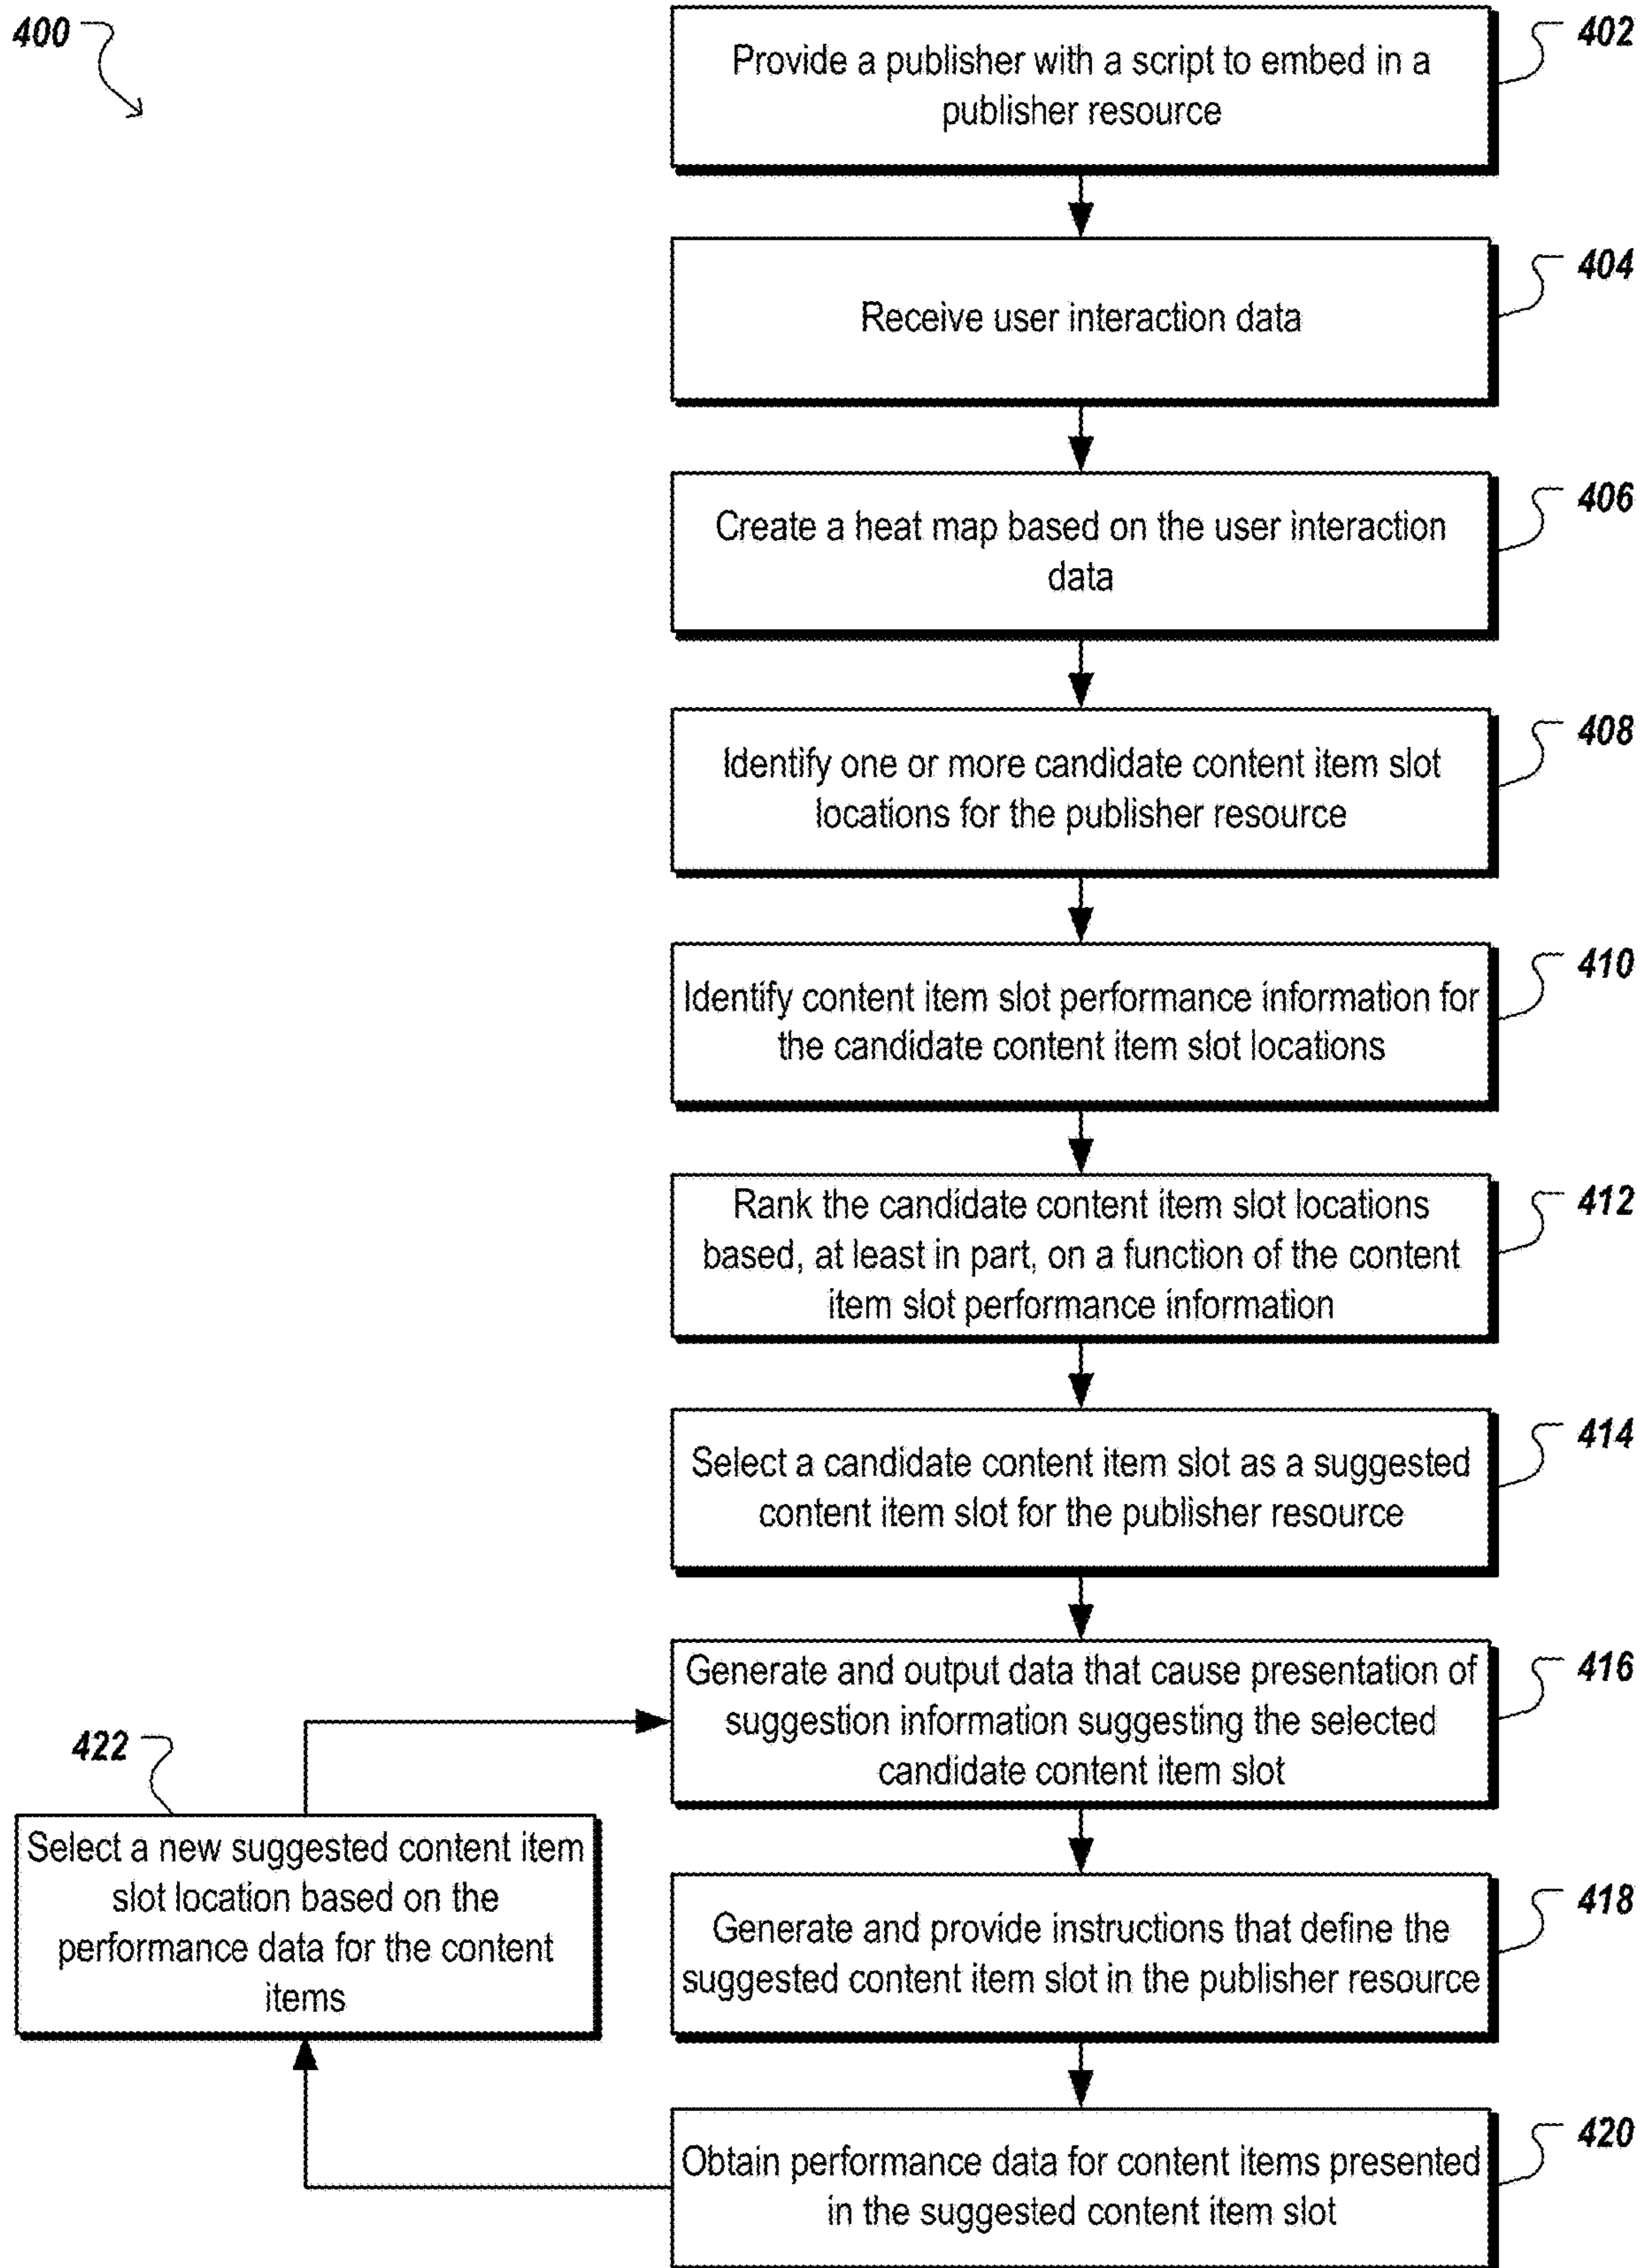 400
402
Provide a publisher with a script to embed in a
publisher resource
404
Receive user interaction data
406
Create a heat map based on the user interaction
data
408
Identify one or more candidate content item slot
locations for the publisher resource
410
Identify content item slot performance information for
the candidate content item slot locations
412
Rank the candidate content item slot locations
based, at least in part, on a function of the content
item slot performance information
414
Select a candidate content item slot as a suggested
content item slot for the publisher resource
416
Generate and output data that cause presentation of
suggestion information suggesting the selected
candidate content item slot
422
Select a new suggested content item
slot location based on the
performance data for the content
items
418
Generate and provide instructions that define the
suggested content item slot in the publisher resource
420
Obtain performance data for content items presented
in the suggested content item slot